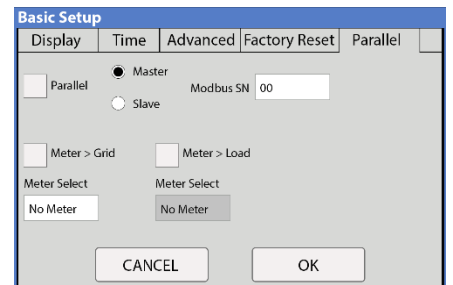 Basic Setup
Display Time Advanced Factory Reset Parallel
Master
Parallel Modbus SN 00
Slave
Meter > Grid Meter > Load
Meter Select Meter Select
No Meter No Meter
CANCEL OK